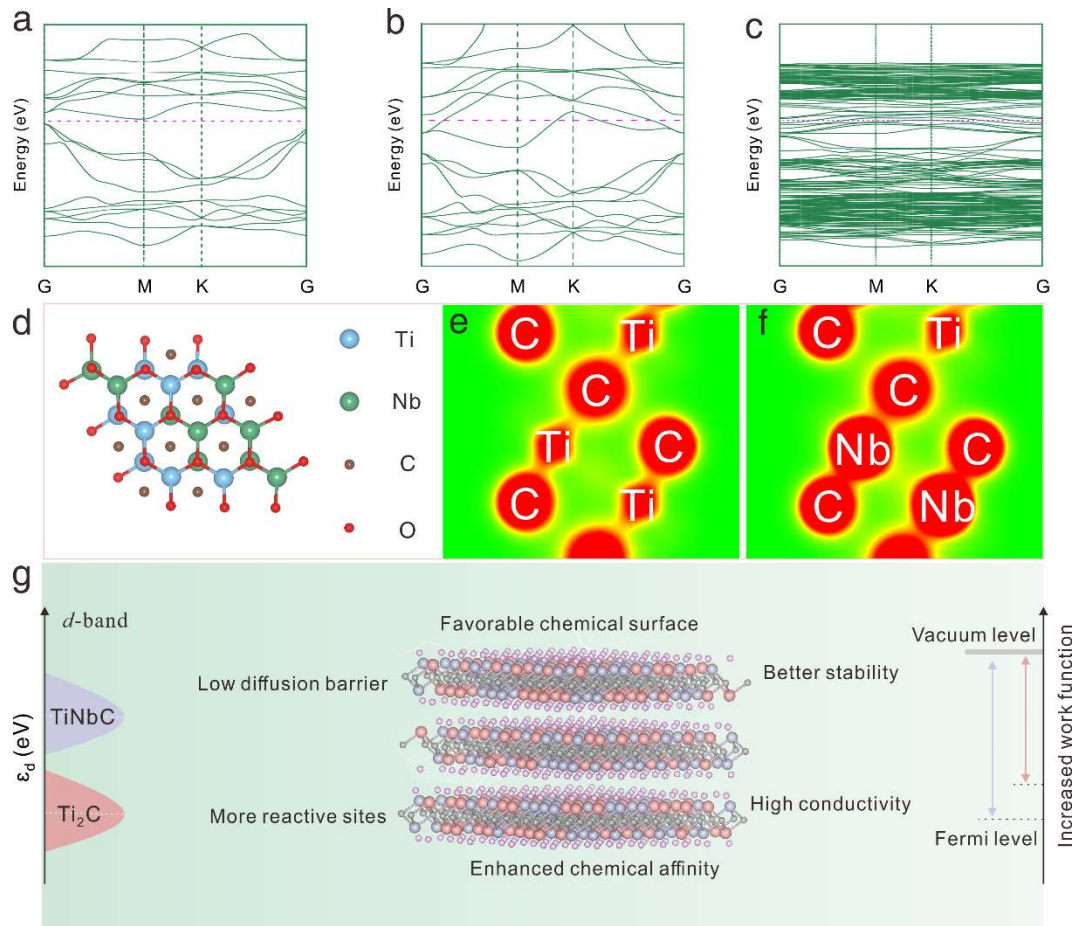 a
b
c
Energy (eV)
Energy (eV)
Energy (eV)
G M K G
G M K G
G M K G
d
Ti
Nb
C
O
e
C
Ti
C
Ti
C
C
Ti
f
C
Ti
C
Nb
C
C
Nb
g
d-band
TiNbC
Ti₂C
εd (eV)
Favorable chemical surface
Low diffusion barrier
Better stability
More reactive sites
High conductivity
Enhanced chemical affinity
Vacuum level
Fermi level
Increased work function